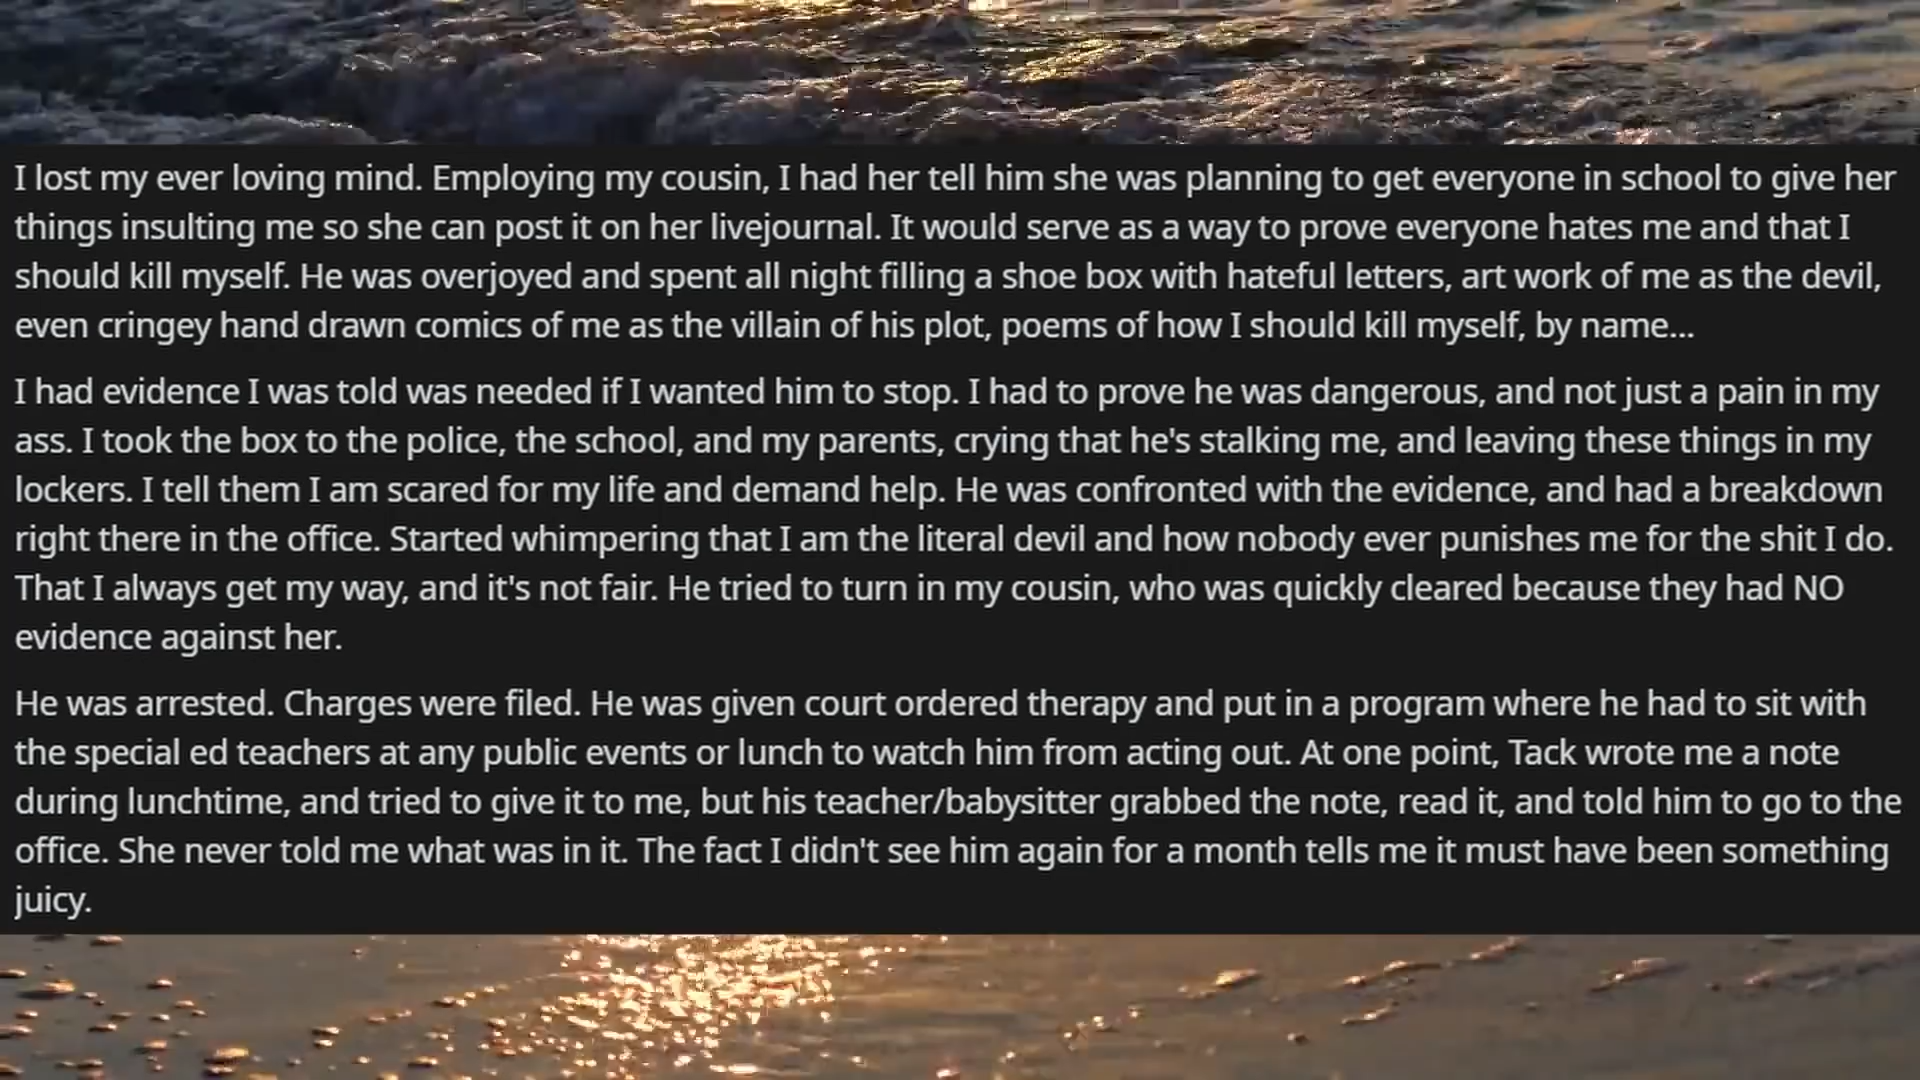 I lost my ever loving mind. Employing my cousin, I had her tell him she was planning to get everyone in school to give her
things insulting me so she can post it on her livejournal. It would serve as a way to prove everyone hates me and that I
should kill myself. He was overjoyed and spent all night filling a shoe box with hateful letters, art work of me as the devil,
even cringey hand drawn comics of me as the villain of his plot, poems of how I should kill myself, by name...
I had evidence I was told was needed if I wanted him to stop. I had to prove he was dangerous, and not just a pain in my
ass. I took the box to the police, the school, and my parents, crying that he's stalking me, and leaving these things in my
lockers. I tell them I am scared for my life and demand help. He was confronted with the evidence, and had a breakdown
right there in the office. Started whimpering that I am the literal devil and how nobody ever punishes me for the shit I do.
That I always get my way, and it's not fair. He tried to turn in my cousin, who was quickly cleared because they had NO
evidence against her.
He was arrested. Charges were filed. He was given court ordered therapy and put in a program where he had to sit with
the special ed teachers at any public events or lunch to watch him from acting out. At one point, Tack wrote me a note
during lunchtime, and tried to give it to me, but his teacher/babysitter grabbed the note, read it, and told him to go to the
office. She never told me what was in it. The fact I didn't see him again for a month tells me it must have been something
juicy.